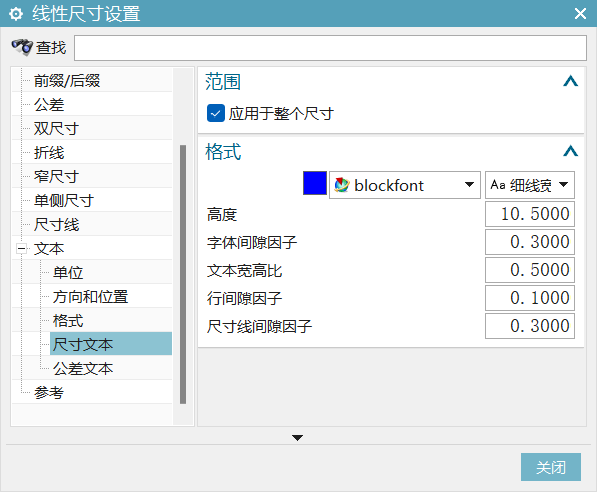 线性尺寸设置
查找
前缀/后缀
公差
双尺寸
折线
窄尺寸
单侧尺寸
尺寸线
文本
单位
方向和位置
格式
尺寸文本
公差文本
参考
范围
应用于整个尺寸
格式
blockfont Aa 细线宽
高度 10.5000
字体间隙因子 0.3000
文本宽高比 0.5000
行间隙因子 0.1000
尺寸线间隙因子 0.3000
关闭